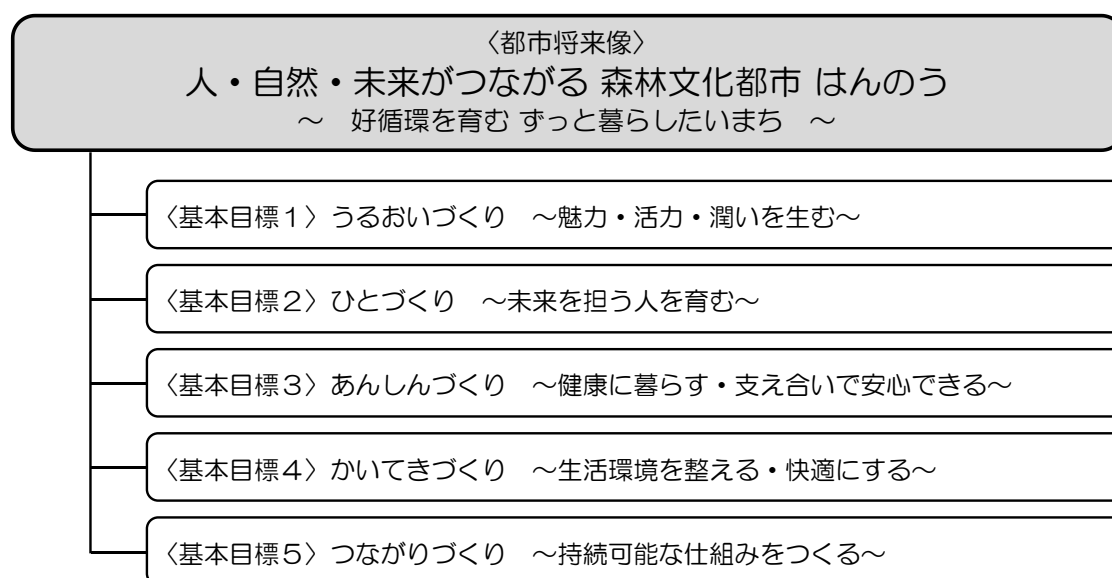 〈都市将来像〉
人・自然・未来がつながる 森林文化都市 はんのう
～　好循環を育む ずっと暮らしたいまち　～
〈基本目標１〉うるおいづくり　～魅力・活力・潤いを生む～
〈基本目標２〉ひとづくり　～未来を担う人を育む～
〈基本目標３〉あんしんづくり　～健康に暮らす・支え合いで安心できる～
〈基本目標４〉かいてきづくり　～生活環境を整える・快適にする～
〈基本目標５〉つながりづくり　～持続可能な仕組みをつくる～